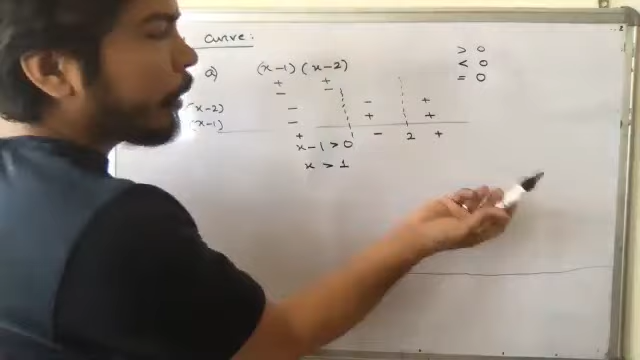 curve:
a) (x-1) (x-2)
+ +
- -
(x-2) - - +
(x-1) - + +
+ - 2 +
x-1 > 0
x > 1
> 0
< 0
= 0